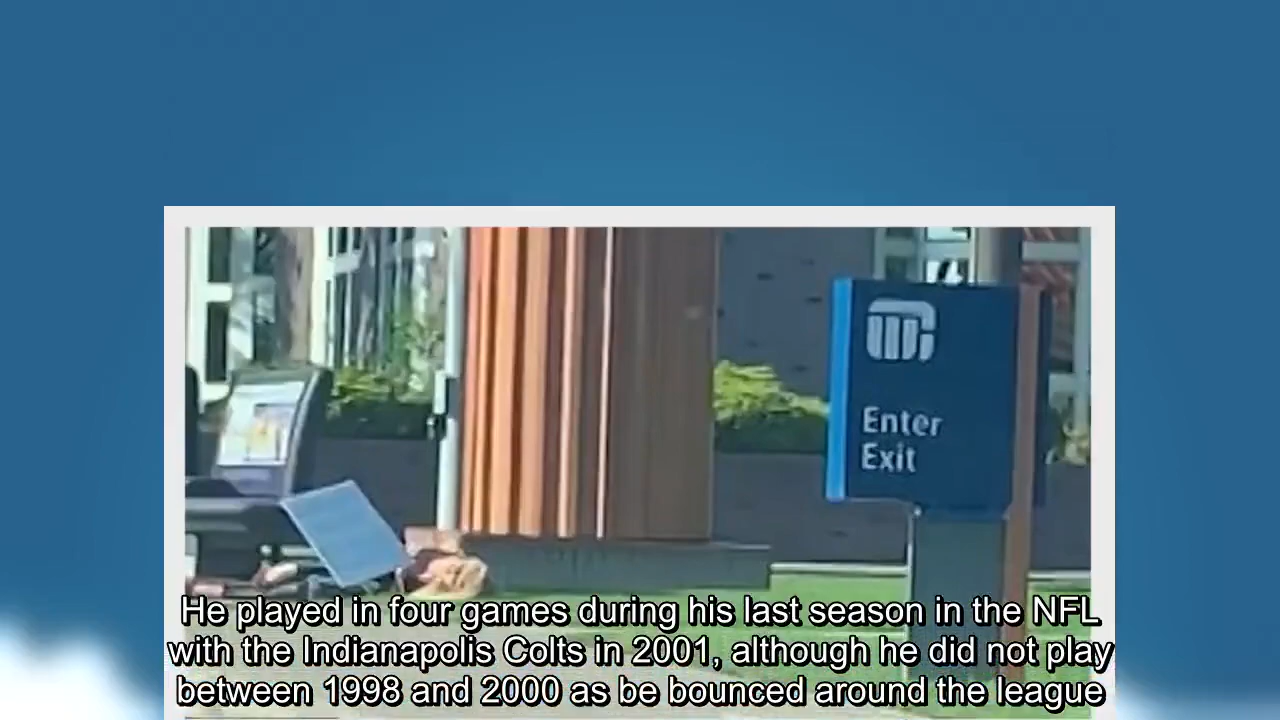 Enter
Exit
He played in four games during his last season in the NFL
with the Indianapolis Colts in 2001, although he did not play
between 1998 and 2000 as be bounced around the league